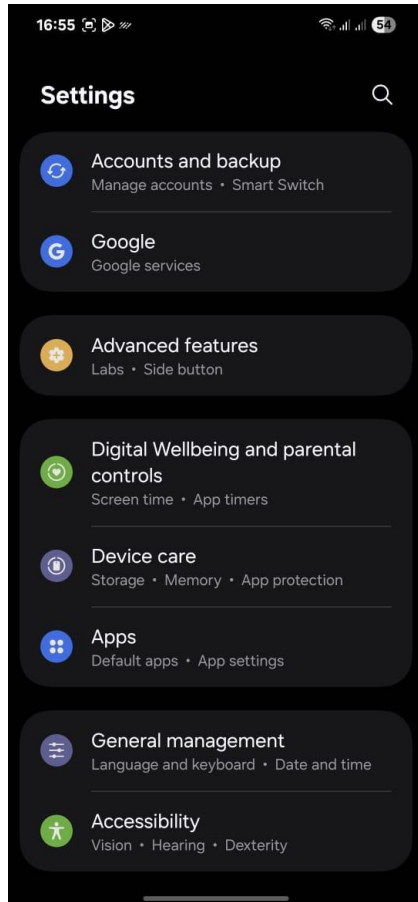 16:55
54
Settings
Accounts and backup
Manage accounts • Smart Switch
G
Google
Google services
Advanced features
Labs • Side button
Digital Wellbeing and parental
controls
Screen time • App timers
Device care
Storage • Memory • App protection
Apps
Default apps • App settings
General management
Language and keyboard • Date and time
Accessibility
Vision • Hearing • Dexterity